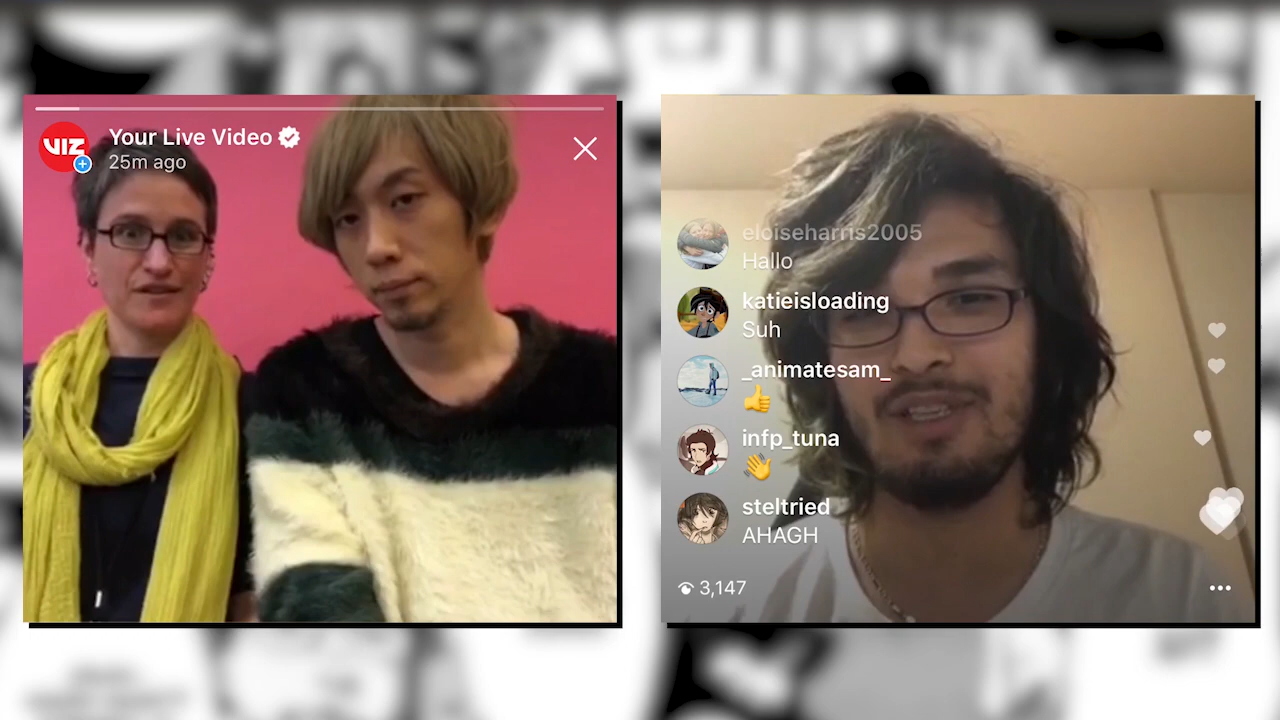 VIZ
Your Live Video
25m ago
eloiseharris2005
Hallo
katieisloading
Suh
_animatesam_
👍
infp_tuna
👋
steltried
AHAGH
3,147